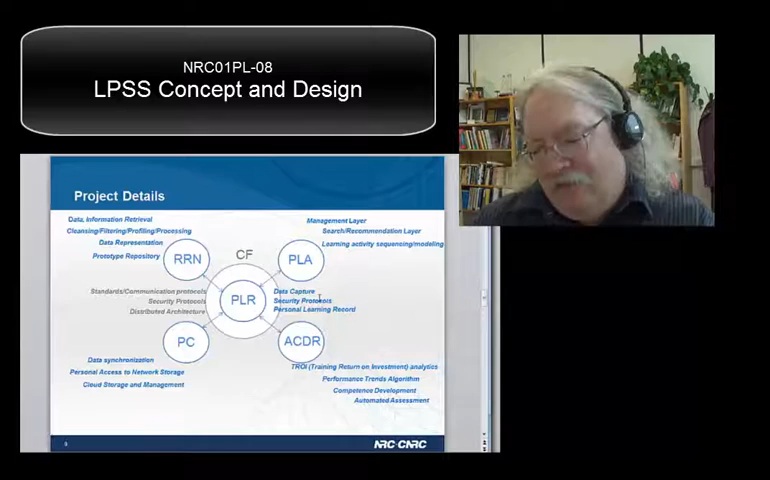 NRC01PL-08
LPSS Concept and Design
Project Details
Data, Information Retrieval
Cleansing/Filtering/Profiling/Processing
Data Representation
Prototype Repository
RRN
CF
Management Layer
Search/Recommendation Layer
Learning activity sequencing/modeling
PLA
Standards/Communication protocols
Security Protocols
Distributed Architecture
PLR
Data Capture
Security Protocols
Personal Learning Record
PC
Data synchronization
Personal Access to Network Storage
Cloud Storage and Management
ACDR
TROI (Training Return on Investment) analytics
Performance Trends Algorithm
Competence Development
Automated Assessment
NRC·CNRC